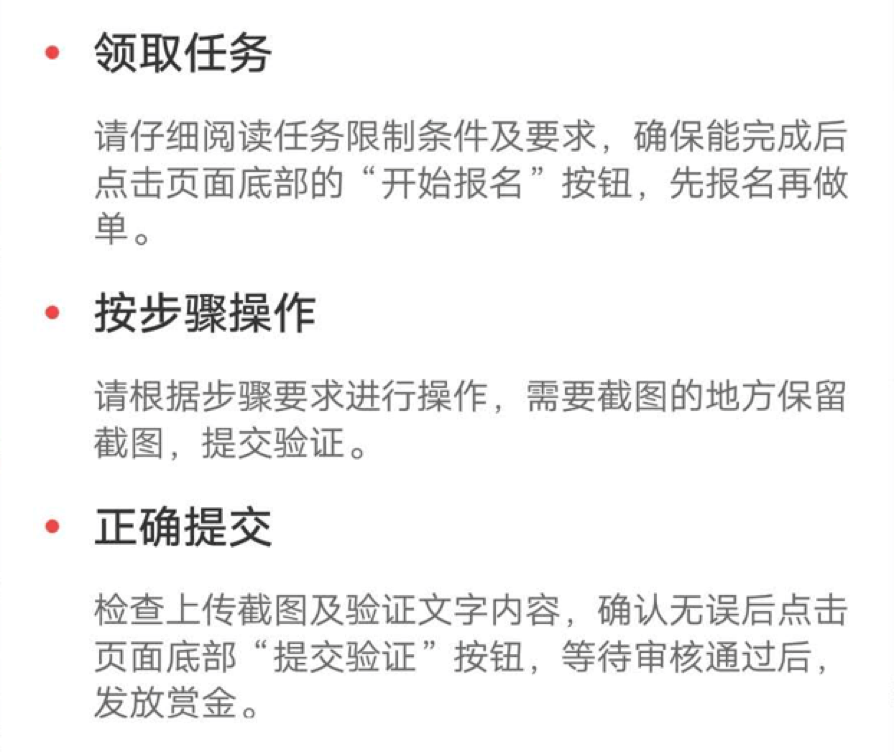 领取任务
请仔细阅读任务限制条件及要求，确保能完成后
点击页面底部的“开始报名”按钮，先报名再做
单。
按步骤操作
请根据步骤要求进行操作，需要截图的地方保留
截图，提交验证。
正确提交
检查上传截图及验证文字内容，确认无误后点击
页面底部“提交验证”按钮，等待审核通过后，
发放赏金。